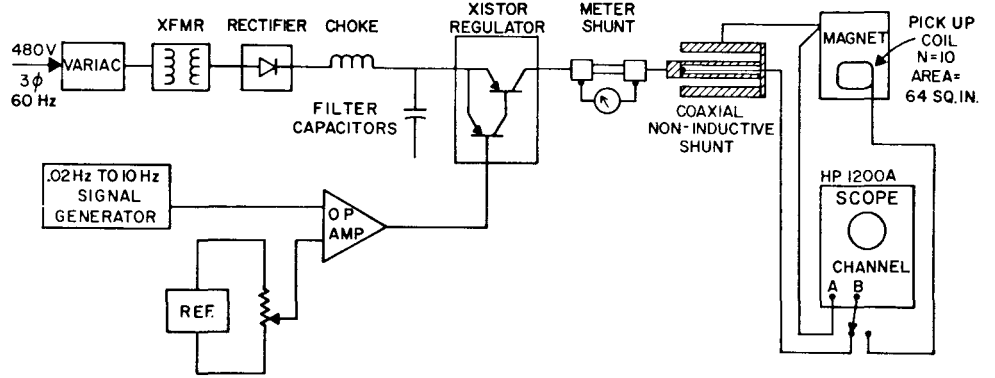 480V
3ϕ
60 Hz
VARIAC
XFMR
RECTIFIER
CHOKE
FILTER
CAPACITORS
XISTOR
REGULATOR
METER
SHUNT
COAXIAL
NON-INDUCTIVE
SHUNT
MAGNET
PICK UP
COIL
N=10
AREA=
64 SQ.IN.
.02Hz TO 10 Hz
SIGNAL
GENERATOR
OP
AMP
REF.
HP 1200A
SCOPE
CHANNEL
A B